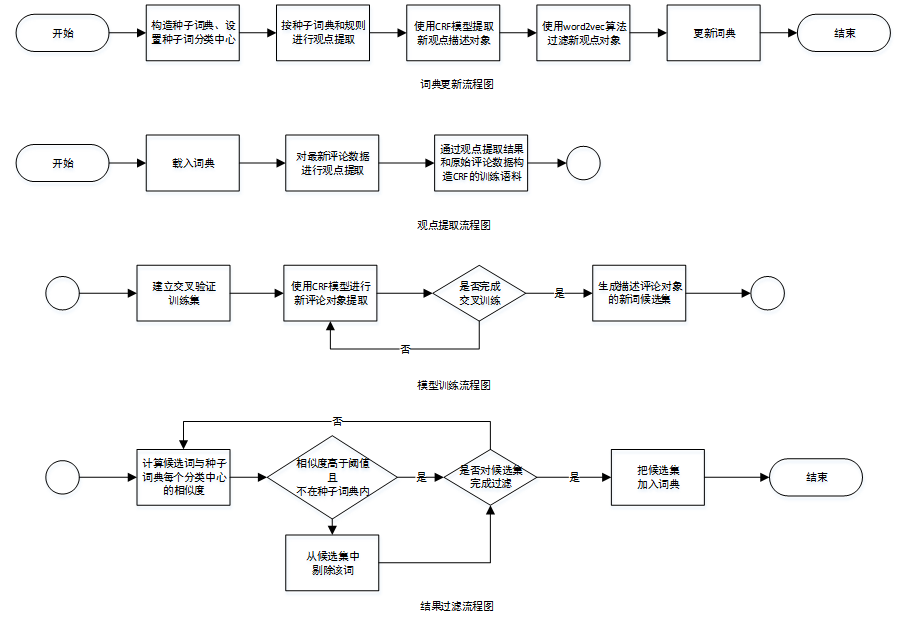 开始
构造种子词典、设
置种子词分类中心
按种子词典和规则
进行观点提取
使用CRF模型提取
新观点描述对象
使用word2vec算法
过滤新观点对象
更新词典
结束
词典更新流程图
开始
载入词典
对最新评论数据
进行观点提取
通过观点提取结果
和原始评论数据构
造CRF的训练语料
观点提取流程图
建立交叉验证
训练集
使用CRF模型进行
新评论对象提取
是否完成
交叉训练
是
生成描述评论对象
的新词候选集
否
模型训练流程图
否
计算候选词与种子
词典每个分类中心
的相似度
相似度高于阈值
且
不在种子词典内
是
是否对候选集
完成过滤
是
把候选集
加入词典
结束
从候选集中
剔除该词
结果过滤流程图